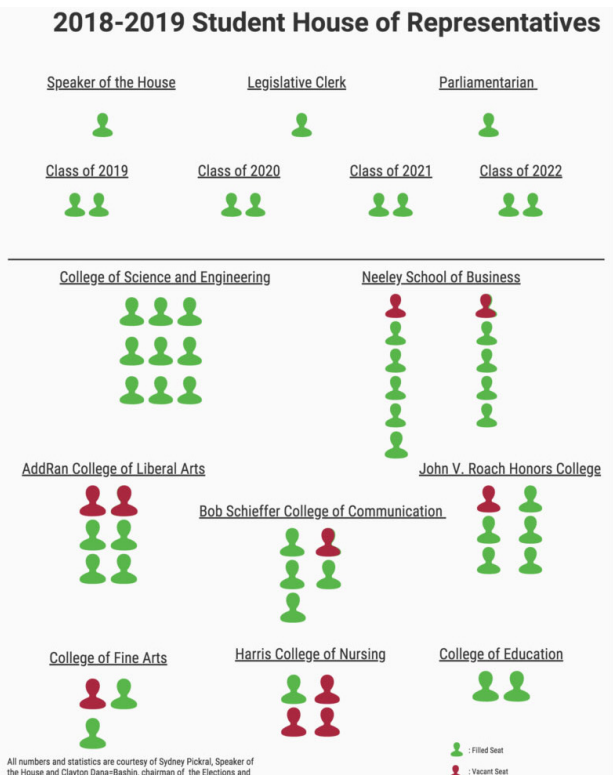 2018-2019 Student House of Representatives
Speaker of the House
Legislative Clerk
Parliamentarian
Class of 2019
Class of 2020
Class of 2021
Class of 2022
College of Science and Engineering
Neeley School of Business
AddRan College of Liberal Arts
John V. Roach Honors College
Bob Schieffer College of Communication
College of Fine Arts
Harris College of Nursing
College of Education
: Filled Seat
: Vacant Seat
All numbers and statistics are courtesy of Sydney Pickral, Speaker of
the House and Clayton Dana=Bashin, chairman of the Elections and